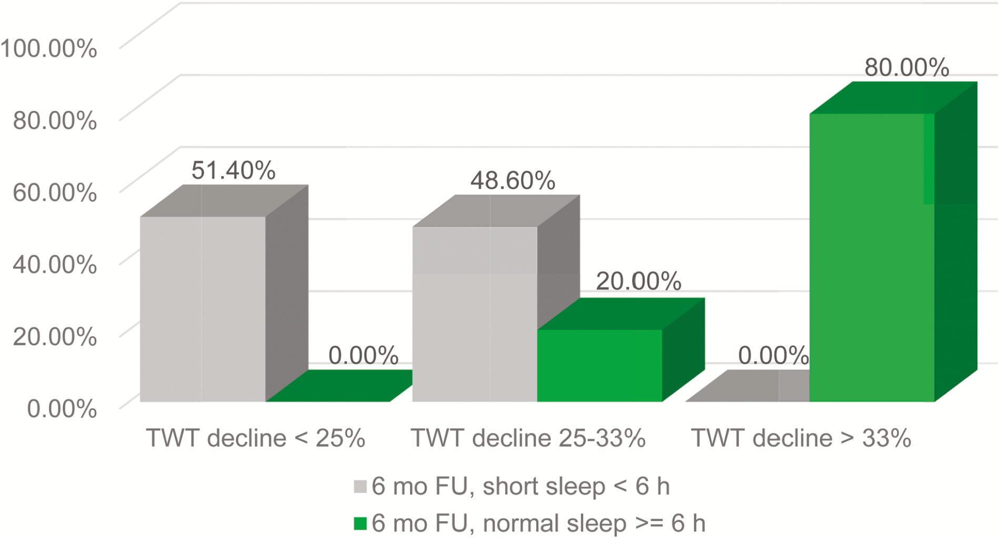 100.00%
80.00%
60.00%
40.00%
20.00%
0.00%
51.40%
0.00%
48.60%
20.00%
0.00%
80.00%
TWT decline < 25%
TWT decline 25-33%
TWT decline > 33%
6 mo FU, short sleep < 6 h
6 mo FU, normal sleep >= 6 h